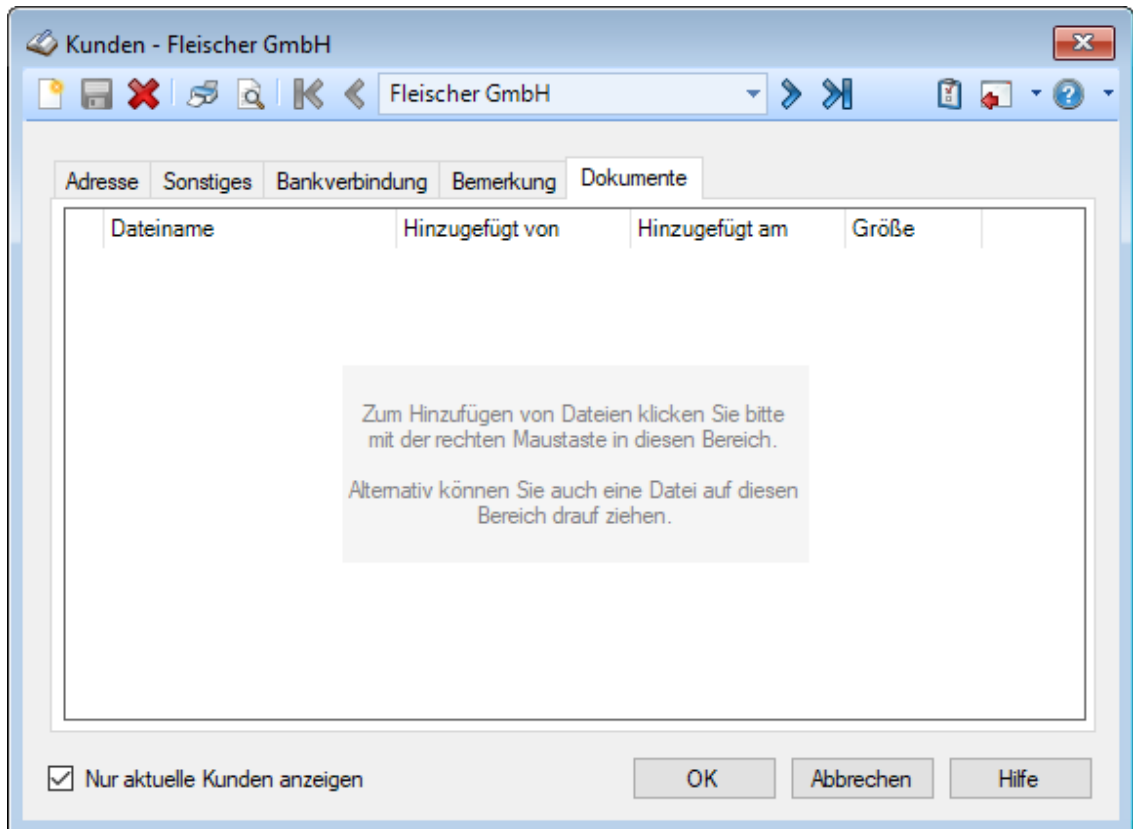 Kunden - Fleischer GmbH
Fleischer GmbH
Adresse Sonstiges Bankverbindung Bemerkung Dokumente
Dateiname Hinzugefügt von Hinzugefügt am Größe
Zum Hinzufügen von Dateien klicken Sie bitte
mit der rechten Maustaste in diesen Bereich.
Alternativ können Sie auch eine Datei auf diesen
Bereich drauf ziehen.
Nur aktuelle Kunden anzeigen OK Abbrechen Hilfe